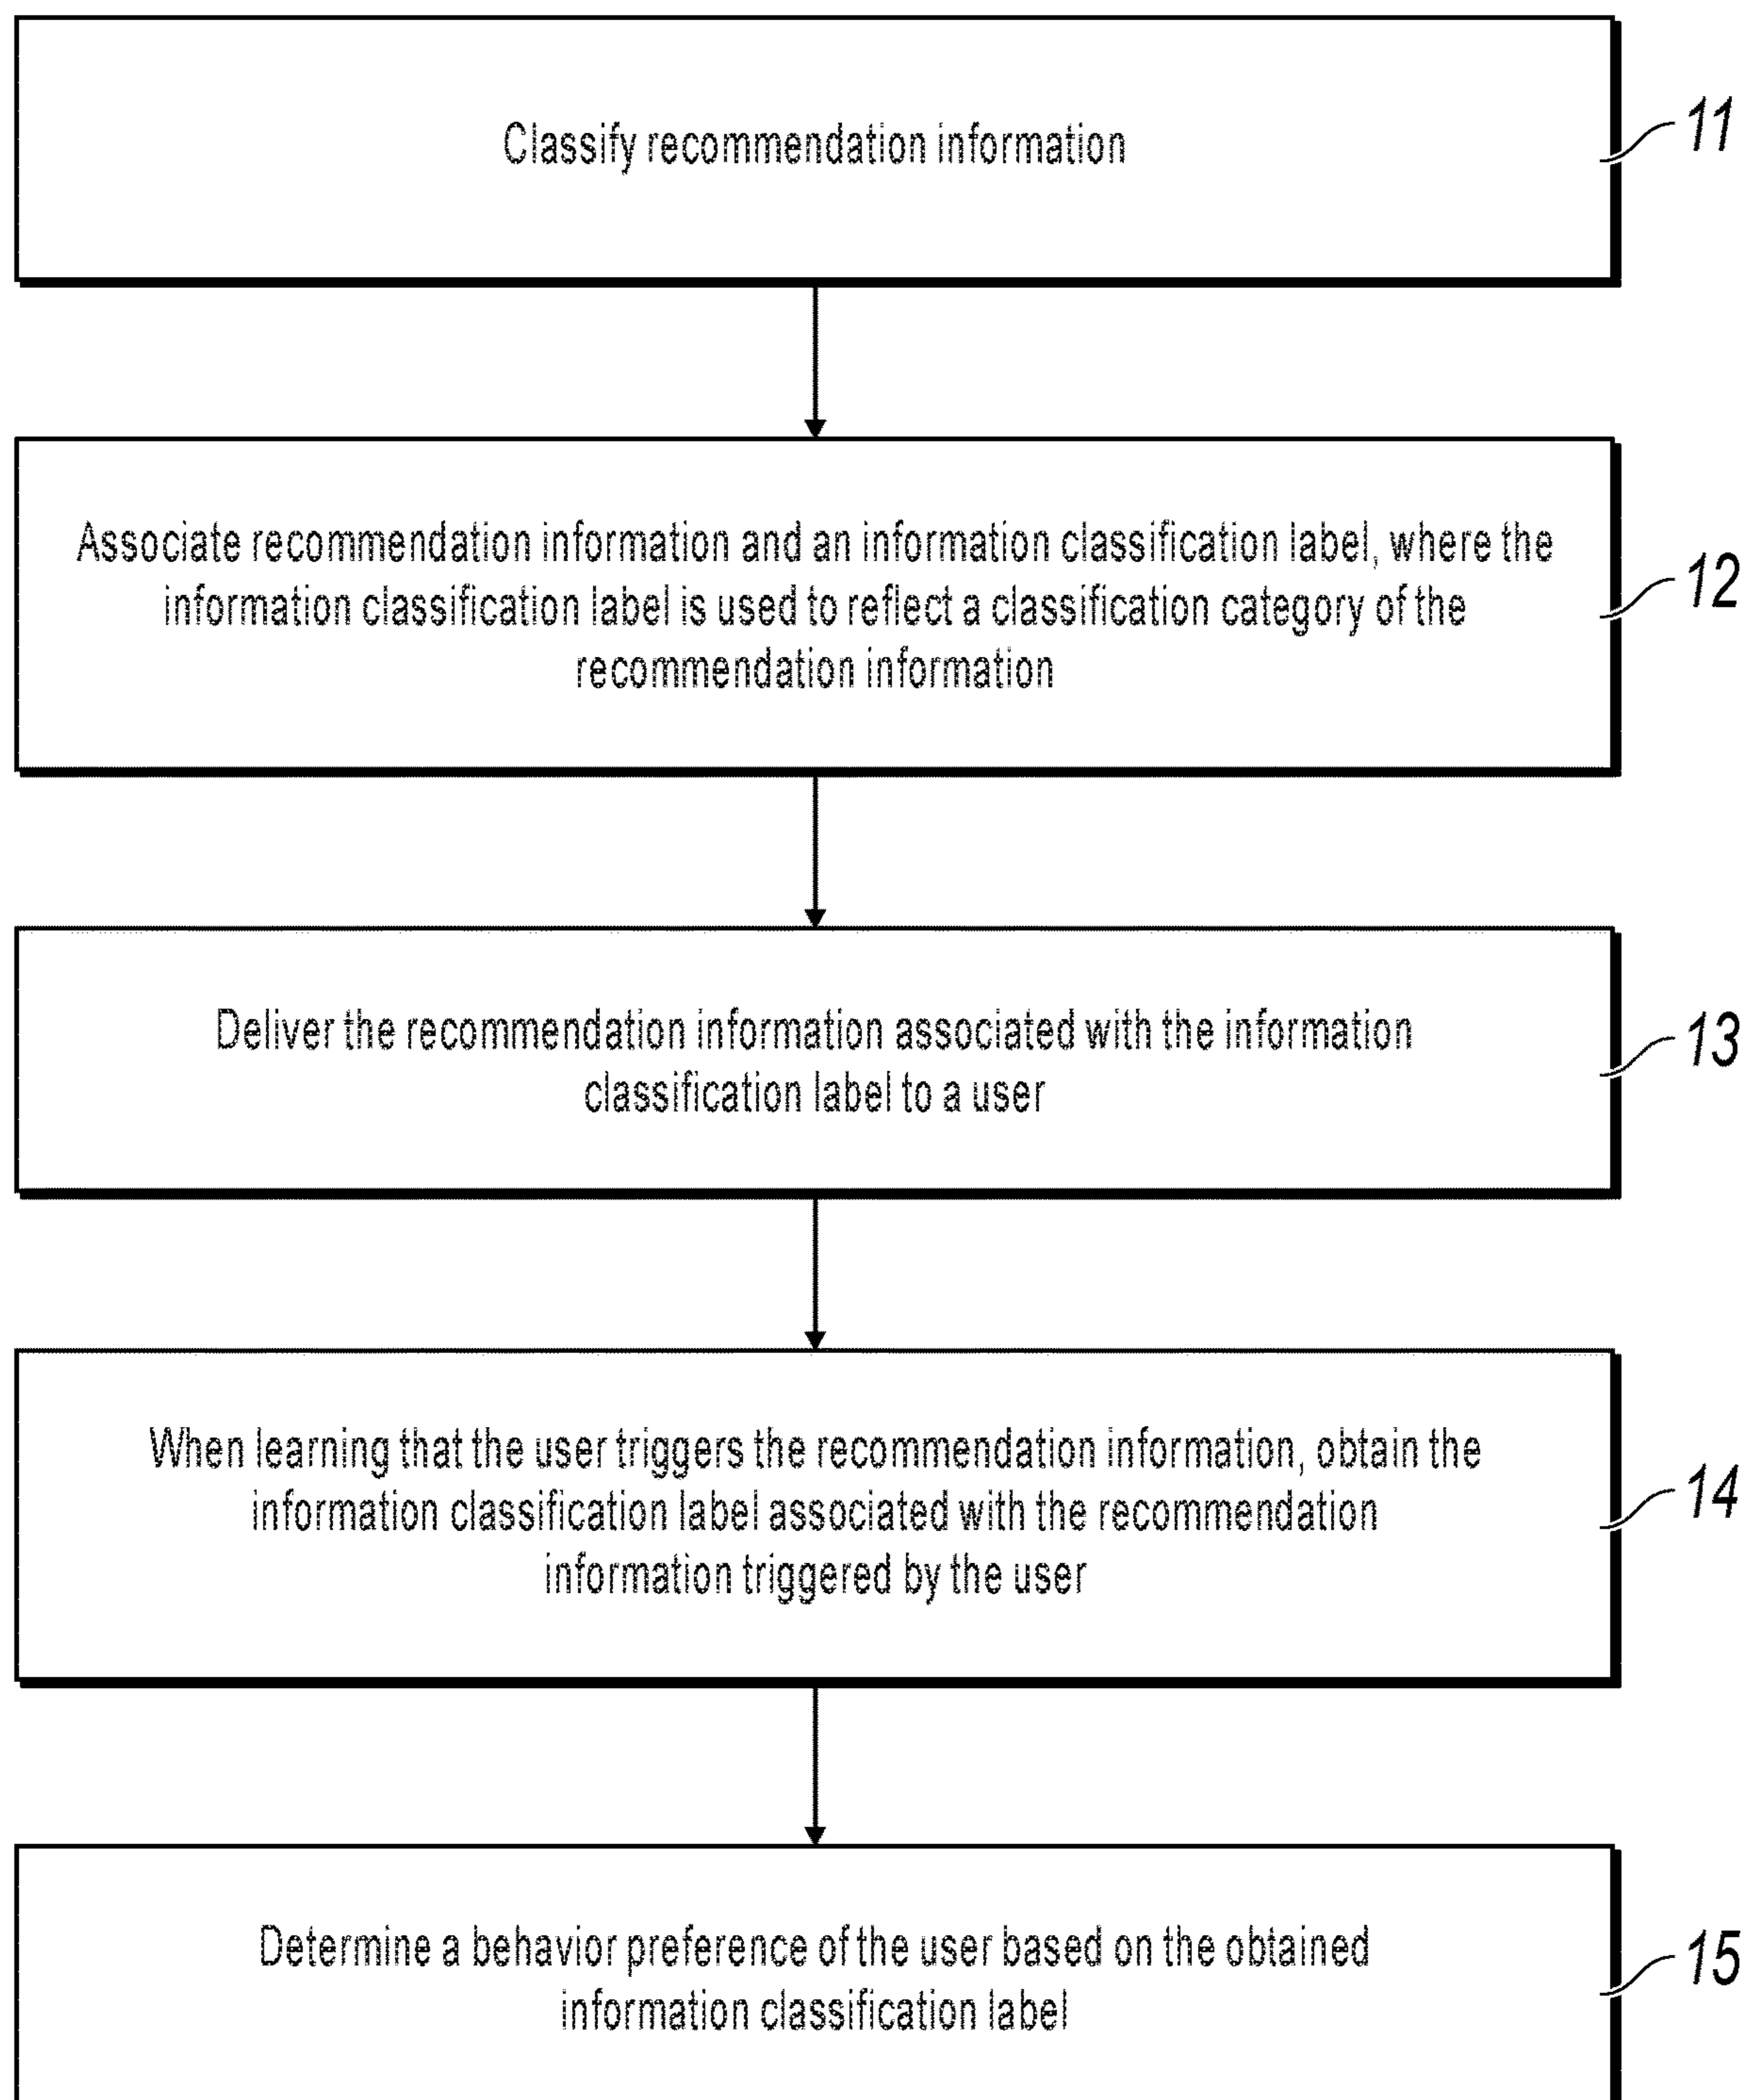 Classify recommendation information
11
Associate recommendation information and an information classification label, where the
information classification label is used to reflect a classification category of the
recommendation information
12
Deliver the recommendation information associated with the information
classification label to a user
13
When learning that the user triggers the recommendation information, obtain the
information classification label associated with the recommendation
information triggered by the user
14
Determine a behavior preference of the user based on the obtained
information classification label
15